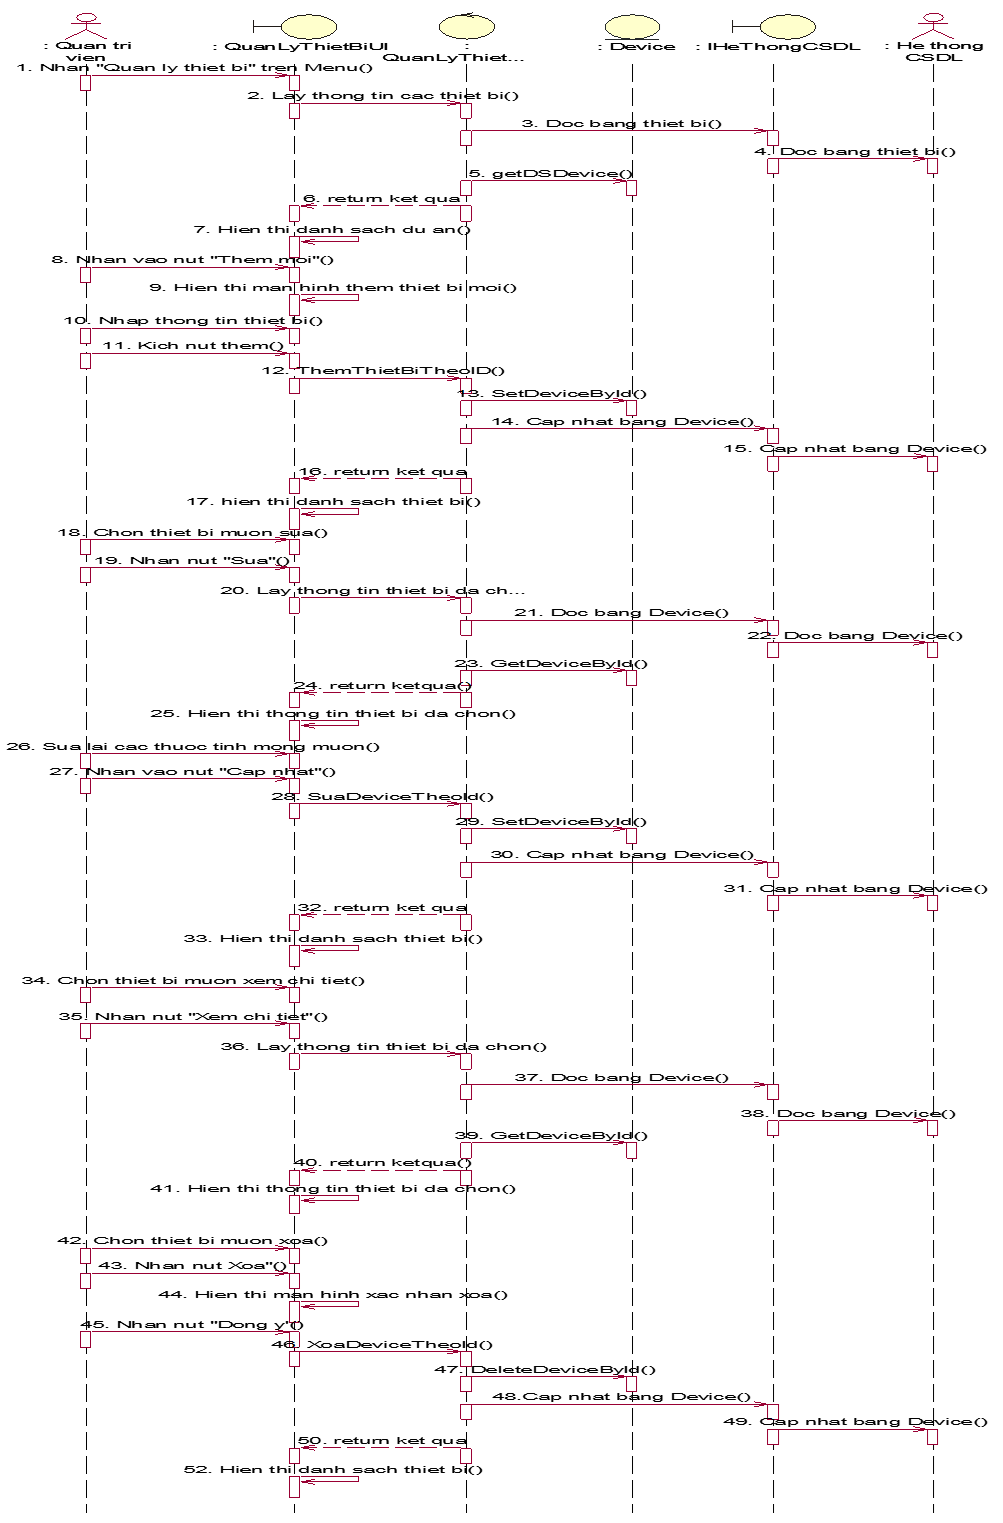 : Quan tri
vien
: QuanLyThietBiUI
:
QuanLyThiet...
: Device
: IHeThongCSDL
: He thong
CSDL
1. Nhan "Quan ly thiet bi" tren Menu()
2. Lay thong tin cac thiet bi()
3. Doc bang thiet bi()
4. Doc bang thiet bi()
5. getDSDevice()
6. return ket qua
7. Hien thi danh sach du an()
8. Nhan vao nut "Them moi"()
9. Hien thi man hinh them thiet bi moi()
10. Nhap thong tin thiet bi()
11. Kich nut them()
12. ThemThietBiTheoID()
13. SetDeviceById()
14. Cap nhat bang Device()
15. Cap nhat bang Device()
16. return ket qua
17. hien thi danh sach thiet bi()
18. Chon thiet bi muon sua()
19. Nhan nut "Sua"()
20. Lay thong tin thiet bi da ch...
21. Doc bang Device()
22. Doc bang Device()
23. GetDeviceById()
24. return ketqua()
25. Hien thi thong tin thiet bi da chon()
26. Sua lai cac thuoc tinh mong muon()
27. Nhan vao nut "Cap nhat"()
28. SuaDeviceTheoId()
29. SetDeviceById()
30. Cap nhat bang Device()
31. Cap nhat bang Device()
32. return ket qua
33. Hien thi danh sach thiet bi()
34. Chon thiet bi muon xem chi tiet()
35. Nhan nut "Xem chi tiet"()
36. Lay thong tin thiet bi da chon()
37. Doc bang Device()
38. Doc bang Device()
39. GetDeviceById()
40. return ketqua()
41. Hien thi thong tin thiet bi da chon()
42. Chon thiet bi muon xoa()
43. Nhan nut Xoa"()
44. Hien thi man hinh xac nhan xoa()
45. Nhan nut "Dong y"()
46. XoaDeviceTheoId()
47. DeleteDeviceById()
48.Cap nhat bang Device()
49. Cap nhat bang Device()
50. return ket qua
52. Hien thi danh sach thiet bi()